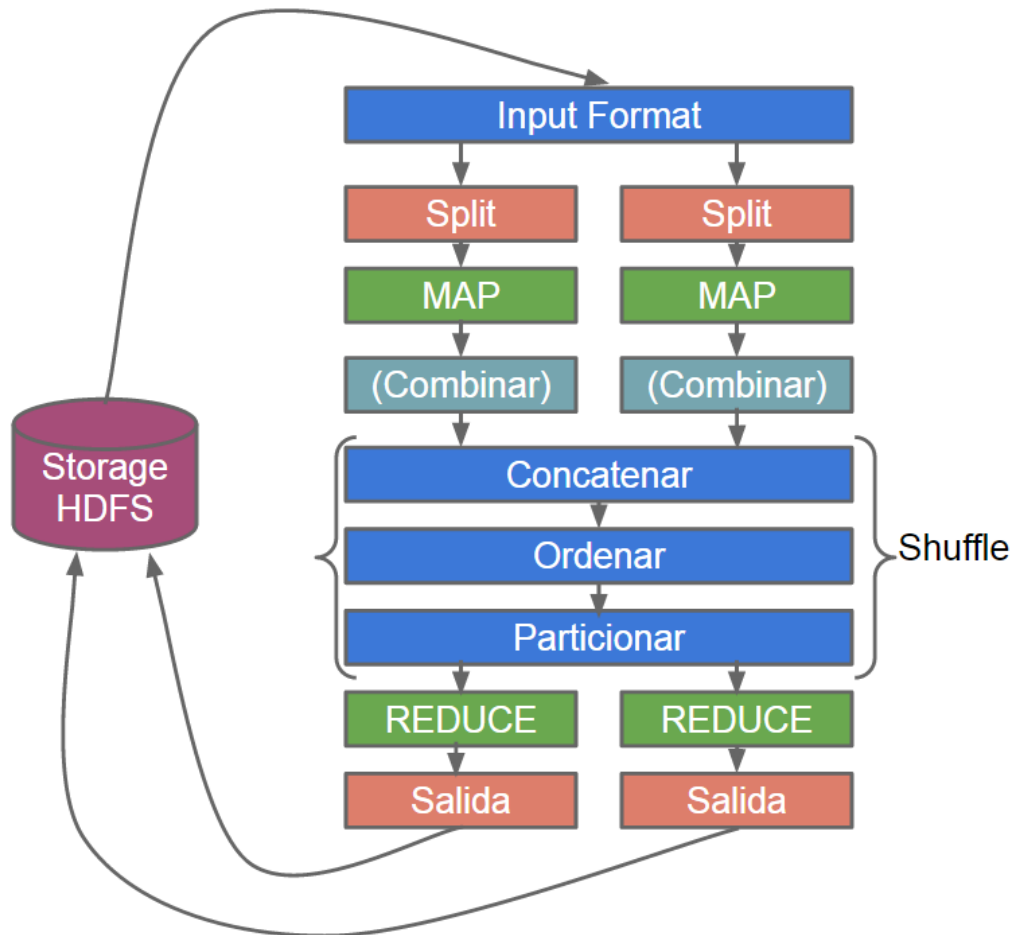 Input Format
Split
Split
MAP
MAP
(Combinar)
(Combinar)
Storage
HDFS
Concatenar
Ordenar
Shuffle
Particionar
REDUCE
REDUCE
Salida
Salida